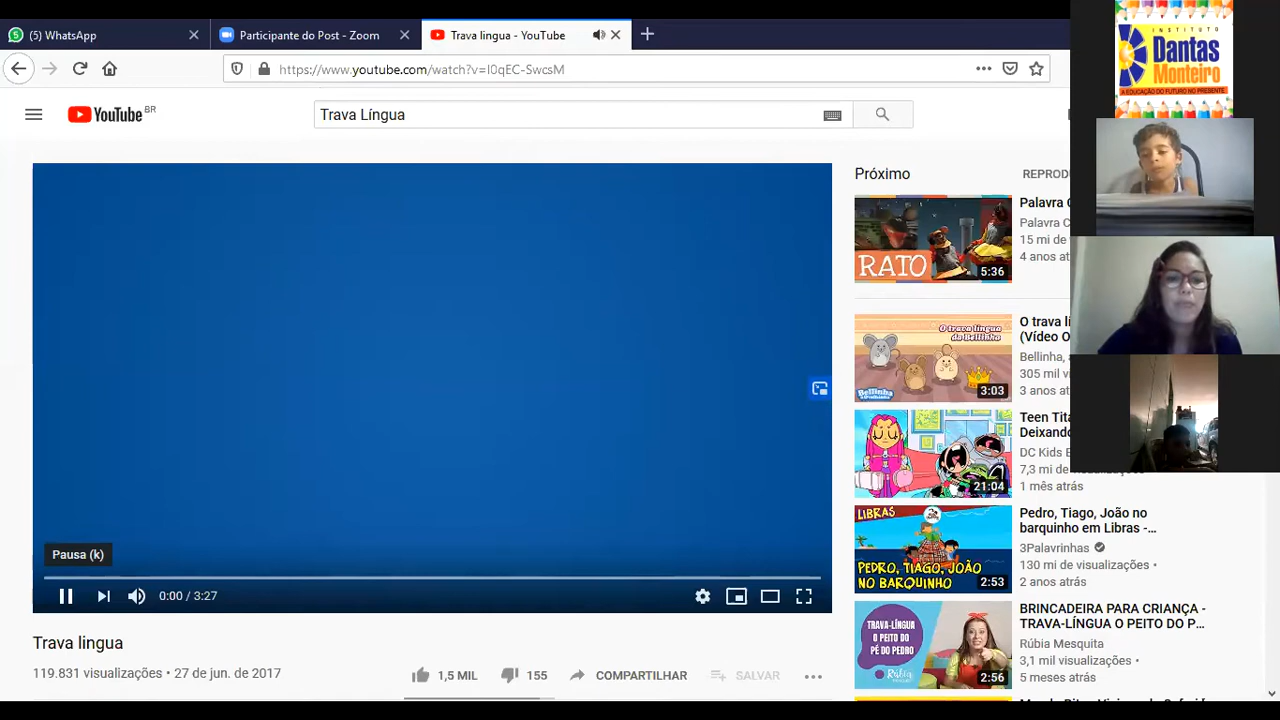 (5) WhatsApp
Participante do Post - Zoom
Trava lingua - YouTube
https://www.youtube.com/watch?v=I0qEC-SwcsM
YouTube BR
Trava Língua
INSTITUTO
Dantas
Monteiro
A EDUCAÇÃO DO FUTURO NO PRESENTE
Próximo
REPROD
RATO
5:36
Palavra C
Palavra C
15 mi de
4 anos at
O trava língua
da Bellinha
Bellinha
3:03
O trava lí
(Vídeo O
Bellinha, a
305 mil vi
3 anos atrás
21:04
Teen Tita
Deixando
DC Kids B
7,3 mi de visualizações •
1 mês atrás
LIBRAS
PEDRO, TIAGO, JOÃO
NO BARQUINHO
2:53
Pedro, Tiago, João no
barquinho em Libras -...
3Palavrinhas
130 mi de visualizações •
2 anos atrás
TRAVA-LÍNGUA
O PEITO DO
PÉ DO PEDRO
Rúbia
2:56
BRINCADEIRA PARA CRIANÇA -
TRAVA-LÍNGUA O PEITO DO P...
Rúbia Mesquita
3,1 mil visualizações •
5 meses atrás
Pausa (k)
0:00 / 3:27
Trava lingua
119.831 visualizações • 27 de jun. de 2017
1,5 MIL
155
COMPARTILHAR
SALVAR